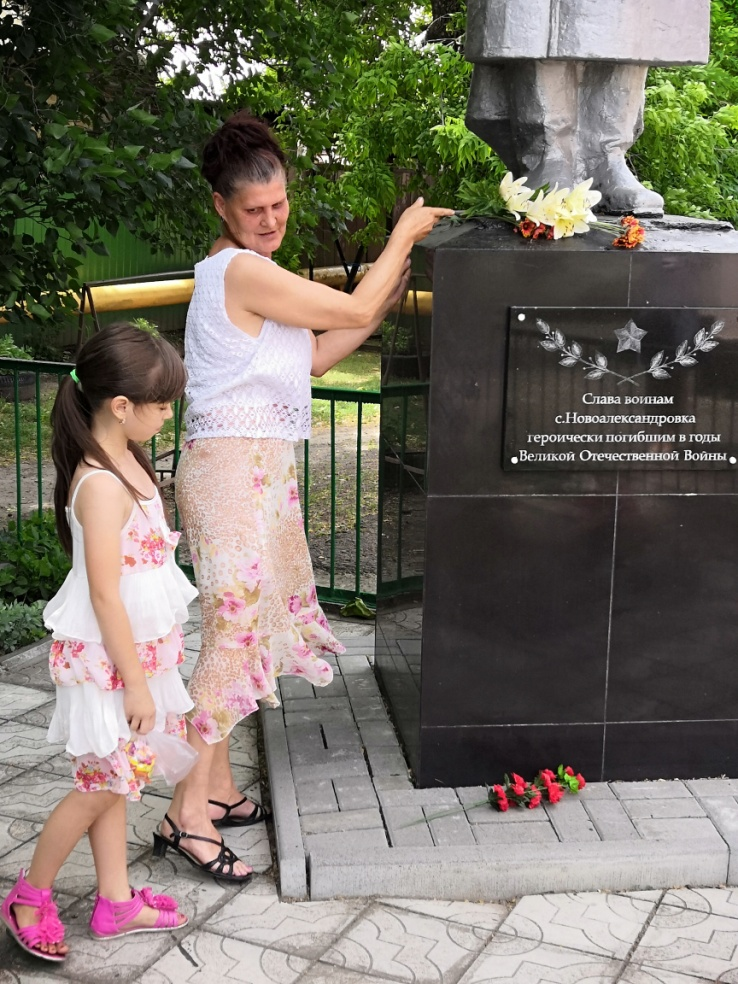 Слава воинам
с.Новоалександровка
героически погибшим в годы
Великой Отечественной Войны